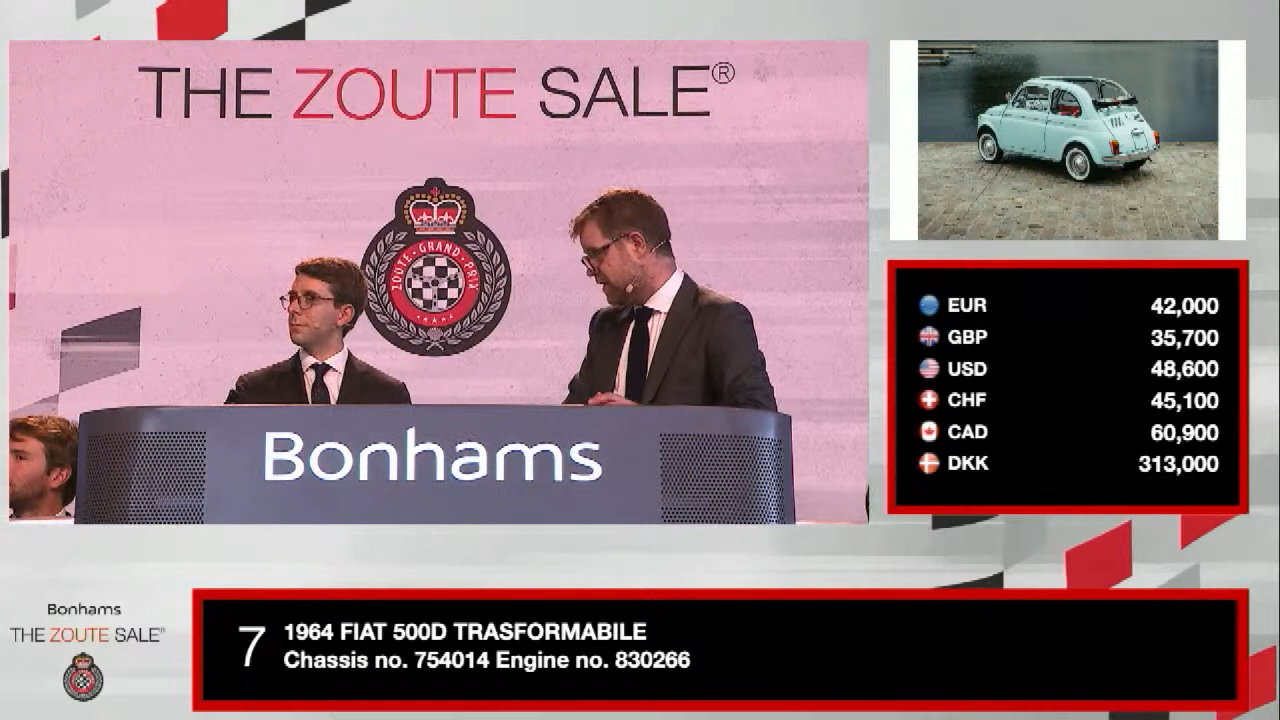 THE ZOUTE SALE®
ZOUTE·GRAND·PRIX
Bonhams
EUR 42,000
GBP 35,700
USD 48,600
CHF 45,100
CAD 60,900
DKK 313,000
Bonhams
THE ZOUTE SALE®
7
1964 FIAT 500D TRASFORMABILE
Chassis no. 754014 Engine no. 830266